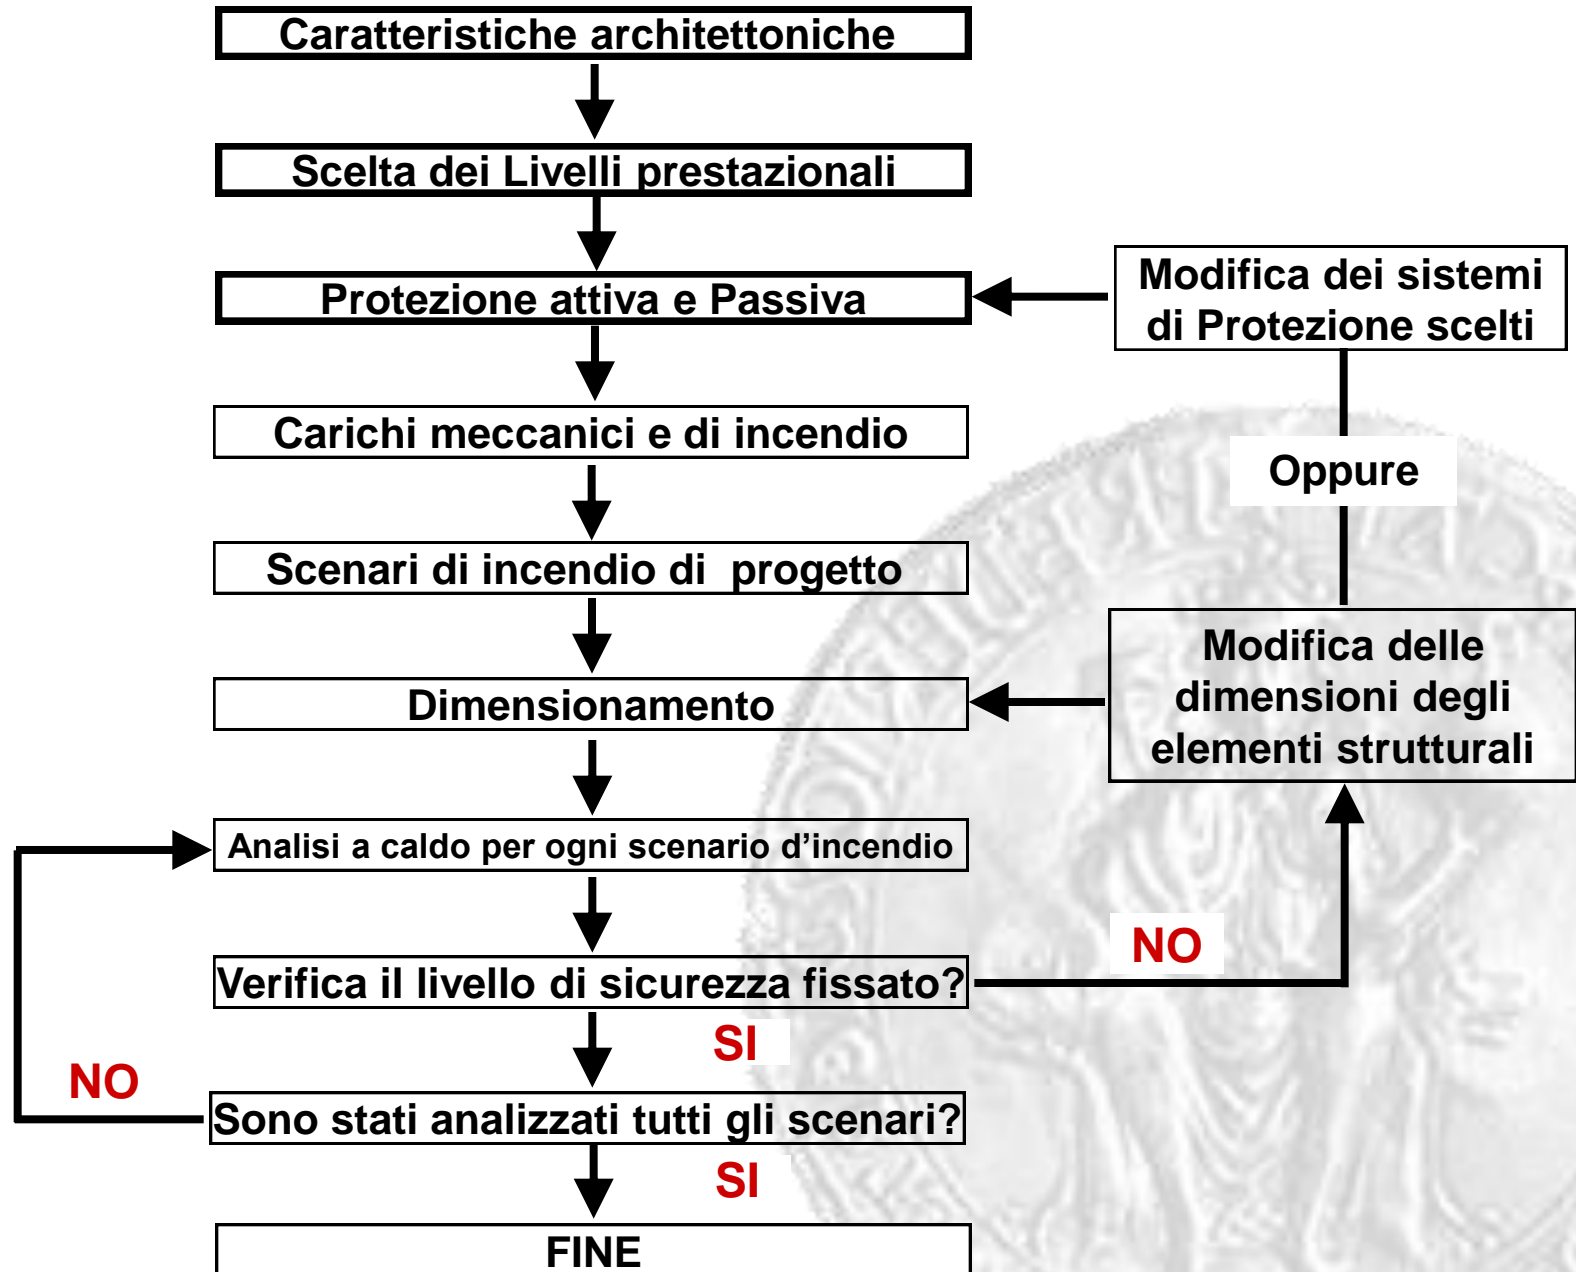 Caratteristiche architettoniche
Scelta dei Livelli prestazionali
Protezione attiva e Passiva
Modifica dei sistemi
di Protezione scelti
Carichi meccanici e di incendio
Oppure
Scenari di incendio di progetto
Modifica delle
dimensioni degli
elementi strutturali
Dimensionamento
Analisi a caldo per ogni scenario d’incendio
NO
Verifica il livello di sicurezza fissato?
SI
NO
Sono stati analizzati tutti gli scenari?
SI
FINE